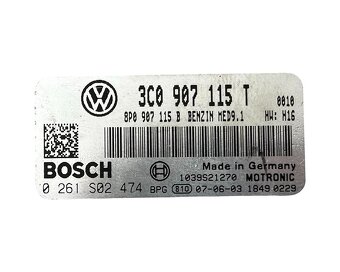 3C0 907 115 T 0010
8P0 907 115 B BENZIN MED9.1 HW: H16
BOSCH
Made in Germany
1039S21270 MOTRONIC
0 261 S02 474 BPG 810 07-06-03 1849 0229